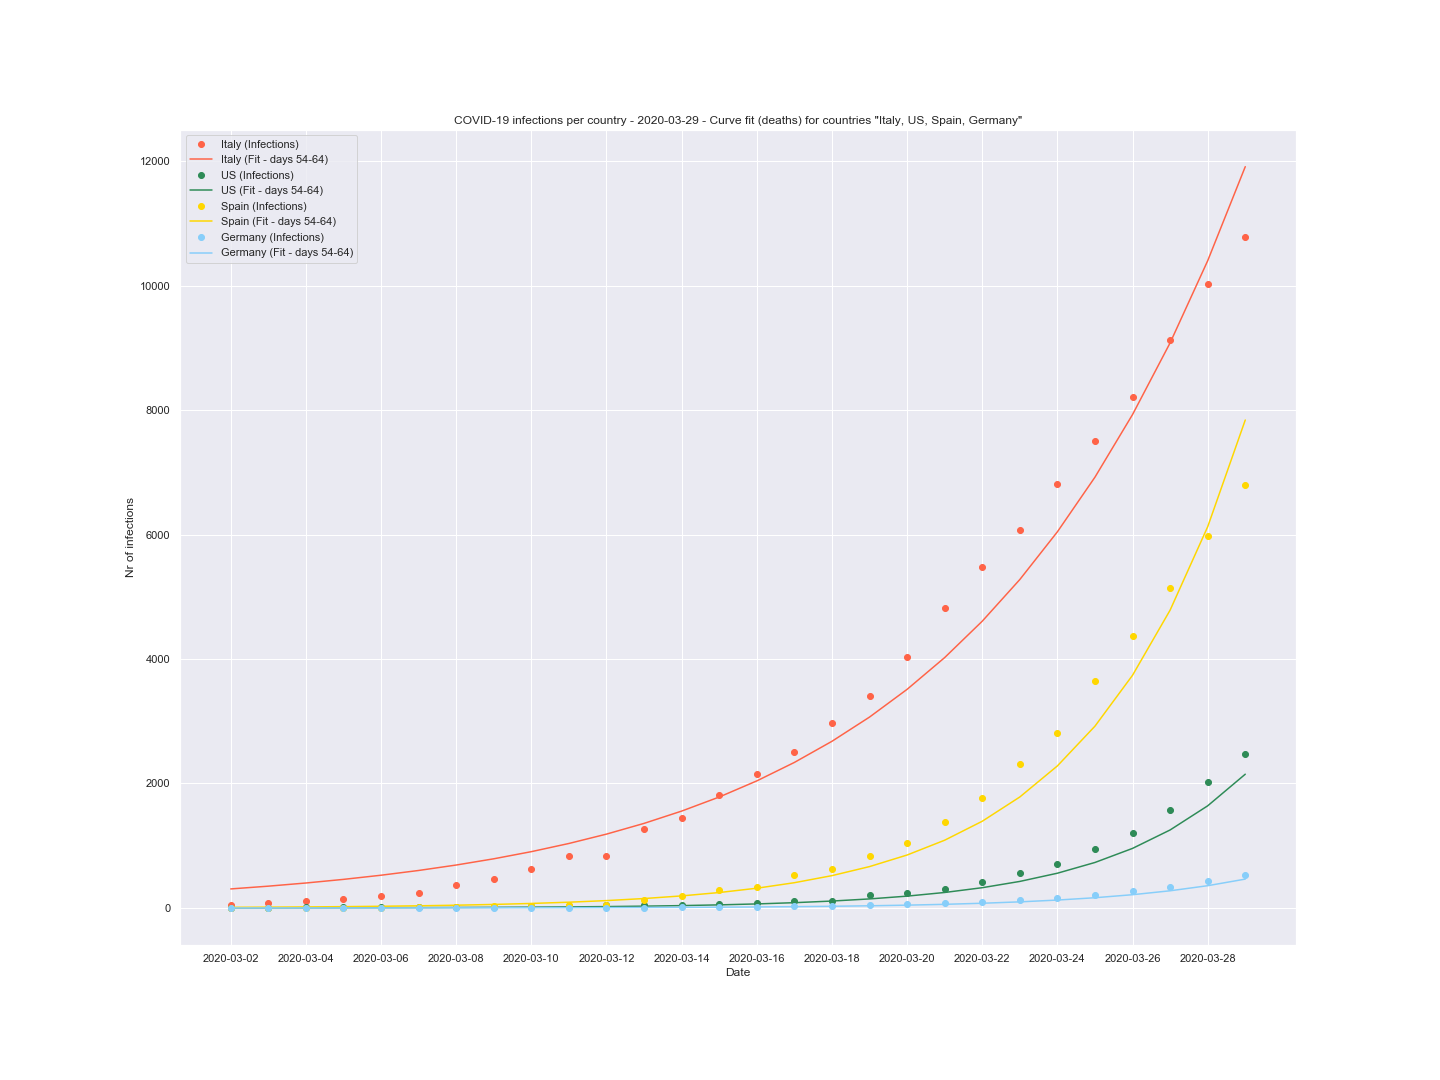 COVID-19 infections per country - 2020-03-29 - Curve fit (deaths) for countries "Italy, US, Spain, Germany"
Italy (Infections)
Italy (Fit - days 54-64)
US (Infections)
US (Fit - days 54-64)
Spain (Infections)
Spain (Fit - days 54-64)
Germany (Infections)
Germany (Fit - days 54-64)
12000
10000
8000
6000
4000
2000
0
Nr of infections
2020-03-02 2020-03-04 2020-03-06 2020-03-08 2020-03-10 2020-03-12 2020-03-14 2020-03-16 2020-03-18 2020-03-20 2020-03-22 2020-03-24 2020-03-26 2020-03-28
Date